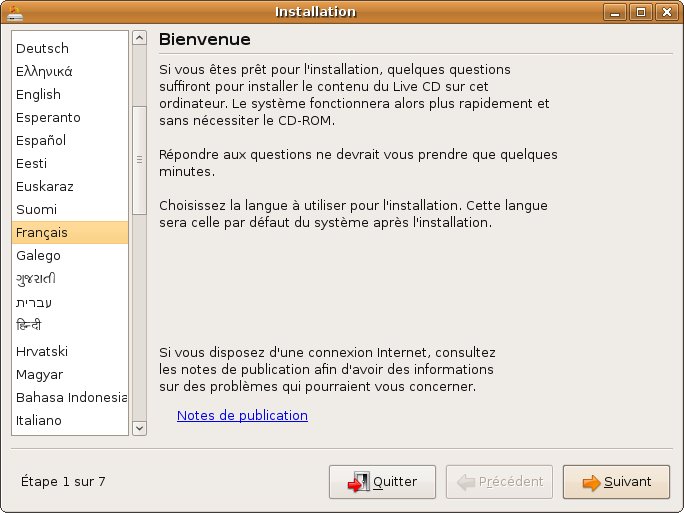 Installation
Deutsch
Ελληνικά
English
Esperanto
Español
Eesti
Euskaraz
Suomi
Français
Galego
ગુજરાતી
עברית
हिन्दी
Hrvatski
Magyar
Bahasa Indonesia
Italiano
Bienvenue
Si vous êtes prêt pour l'installation, quelques questions
suffiront pour installer le contenu du Live CD sur cet
ordinateur. Le système fonctionnera alors plus rapidement et
sans nécessiter le CD-ROM.
Répondre aux questions ne devrait vous prendre que quelques
minutes.
Choisissez la langue à utiliser pour l'installation. Cette langue
sera celle par défaut du système après l'installation.
Si vous disposez d'une connexion Internet, consultez
les notes de publication afin d'avoir des informations
sur des problèmes qui pourraient vous concerner.
Notes de publication
Étape 1 sur 7
Quitter
Précédent
Suivant